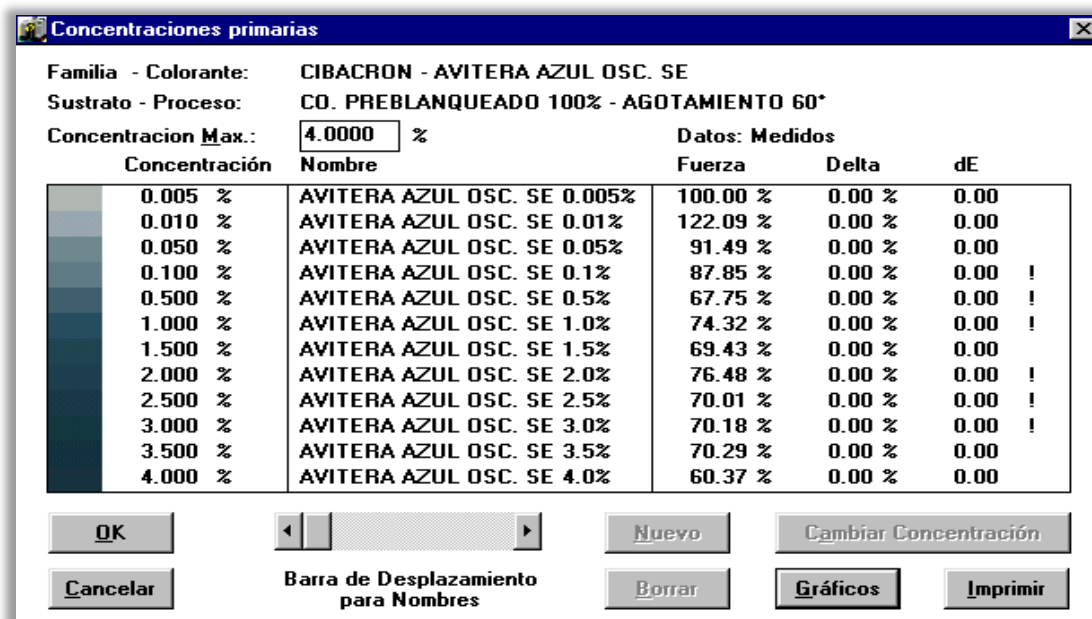 Concentraciones primarias
Familia - Colorante: CIBACRON - AVITERA AZUL OSC. SE
Sustrato - Proceso: CO. PREBLANQUEADO 100% - AGOTAMIENTO 60°
Concentracion Max.: 4.0000 % Datos: Medidos
Concentración Nombre Fuerza Delta dE
0.005 % AVITERA AZUL OSC. SE 0.005% 100.00 % 0.00 % 0.00
0.010 % AVITERA AZUL OSC. SE 0.01% 122.09 % 0.00 % 0.00
0.050 % AVITERA AZUL OSC. SE 0.05% 91.49 % 0.00 % 0.00
0.100 % AVITERA AZUL OSC. SE 0.1% 87.85 % 0.00 % 0.00 !
0.500 % AVITERA AZUL OSC. SE 0.5% 67.75 % 0.00 % 0.00 !
1.000 % AVITERA AZUL OSC. SE 1.0% 74.32 % 0.00 % 0.00 !
1.500 % AVITERA AZUL OSC. SE 1.5% 69.43 % 0.00 % 0.00
2.000 % AVITERA AZUL OSC. SE 2.0% 76.48 % 0.00 % 0.00 !
2.500 % AVITERA AZUL OSC. SE 2.5% 70.01 % 0.00 % 0.00 !
3.000 % AVITERA AZUL OSC. SE 3.0% 70.18 % 0.00 % 0.00 !
3.500 % AVITERA AZUL OSC. SE 3.5% 70.29 % 0.00 % 0.00
4.000 % AVITERA AZUL OSC. SE 4.0% 60.37 % 0.00 % 0.00
OK Nuevo Cambiar Concentración
Cancelar Barra de Desplazamiento Borrar Gráficos Imprimir
para Nombres